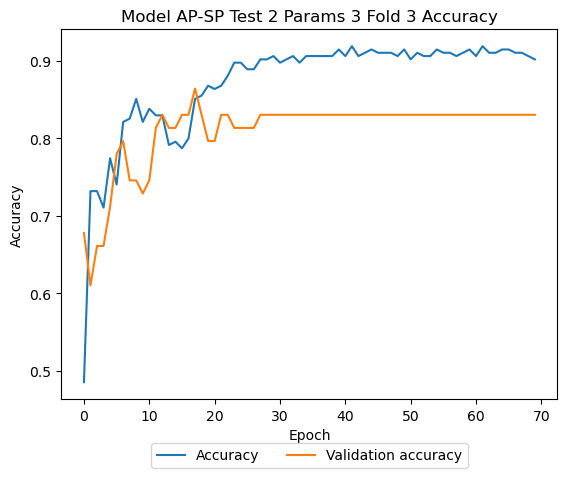 Model AP-SP Test 2 Params 3 Fold 3 Accuracy
0.9
0.8
0.7
0.6
0.5
Accuracy
0 10 20 30 40 50 60 70
Epoch
Accuracy Validation accuracy